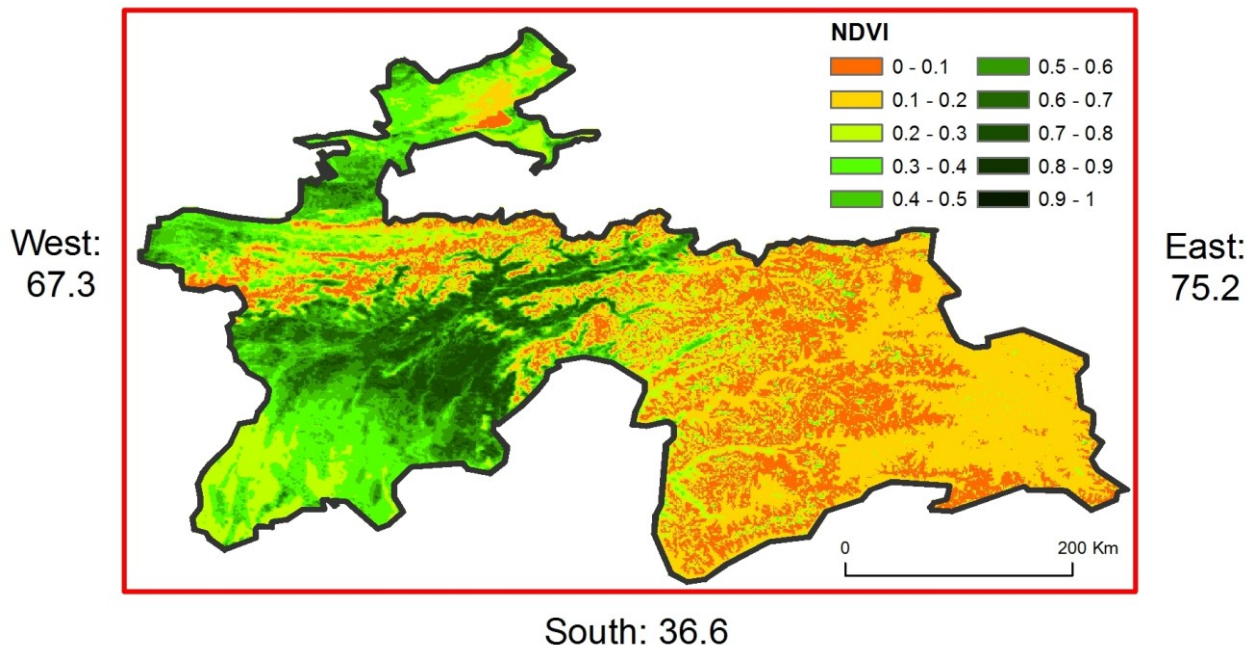 NDVI
0 - 0.1
0.1 - 0.2
0.2 - 0.3
0.3 - 0.4
0.4 - 0.5
0.5 - 0.6
0.6 - 0.7
0.7 - 0.8
0.8 - 0.9
0.9 - 1
West:
67.3
East:
75.2
0 200 Km
South: 36.6